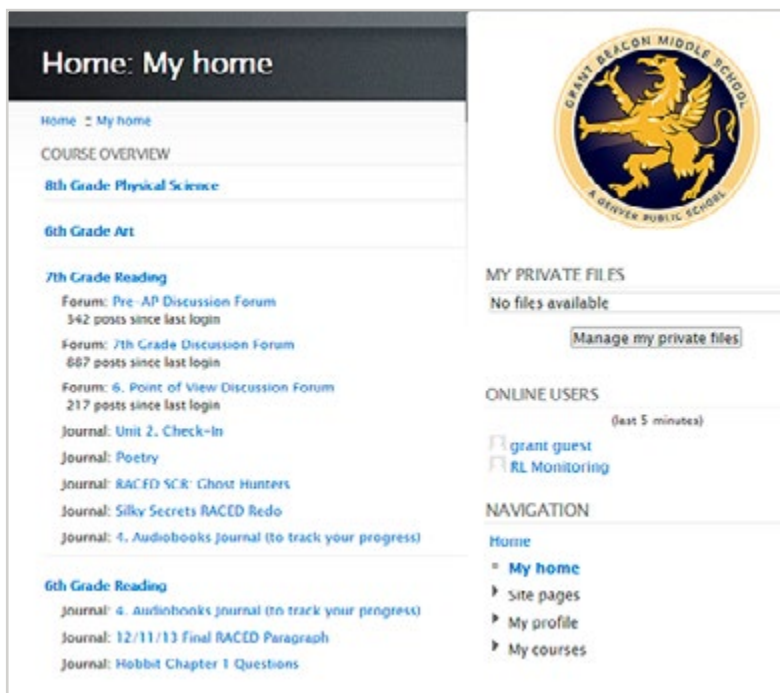 Home: My home
Home :: My home
COURSE OVERVIEW
8th Grade Physical Science
6th Grade Art
7th Grade Reading
Forum: Pre-AP Discussion Forum
342 posts since last login
Forum: 7th Grade Discussion Forum
887 posts since last login
Forum: 6. Point of View Discussion Forum
217 posts since last login
Journal: Unit 2. Check-In
Journal: Poetry
Journal: RACED SCR: Ghost Hunters
Journal: Silky Secrets RACED Redo
Journal: 4. Audiobooks Journal (to track your progress)
6th Grade Reading
Journal: 4. Audiobooks Journal (to track your progress)
Journal: 12/11/13 Final RACED Paragraph
Journal: Hobbit Chapter 1 Questions
GRANT BEACON MIDDLE SCHOOL
A DENVER PUBLIC SCHOOL
MY PRIVATE FILES
No files available
Manage my private files
ONLINE USERS
(last 5 minutes)
grant guest
RL Monitoring
NAVIGATION
Home
My home
Site pages
My profile
My courses